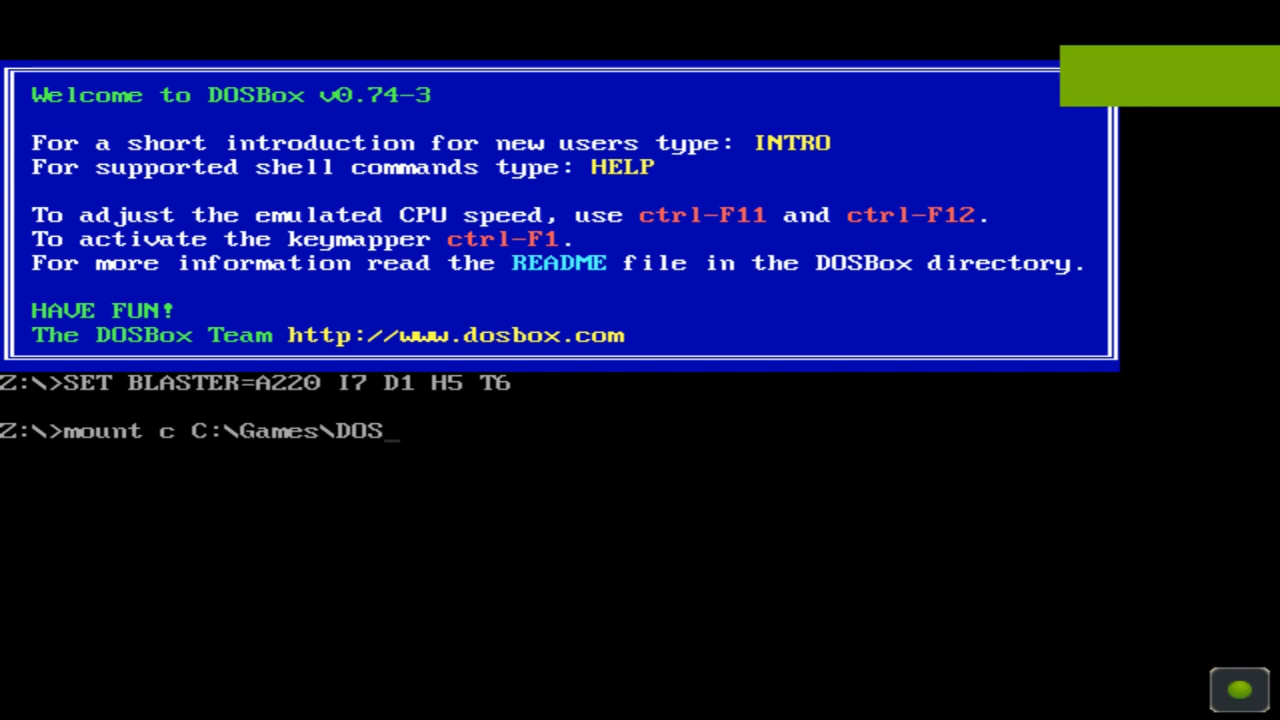 Welcome to DOSBox v0.74-3
For a short introduction for new users type: INTRO
For supported shell commands type: HELP
To adjust the emulated CPU speed, use ctrl-F11 and ctrl-F12.
To activate the keymapper ctrl-F1.
For more information read the README file in the DOSBox directory.
HAVE FUN!
The DOSBox Team http://www.dosbox.com
Z:\>SET BLASTER=A220 I7 D1 H5 T6
Z:\>mount c C:\Games\DOS_